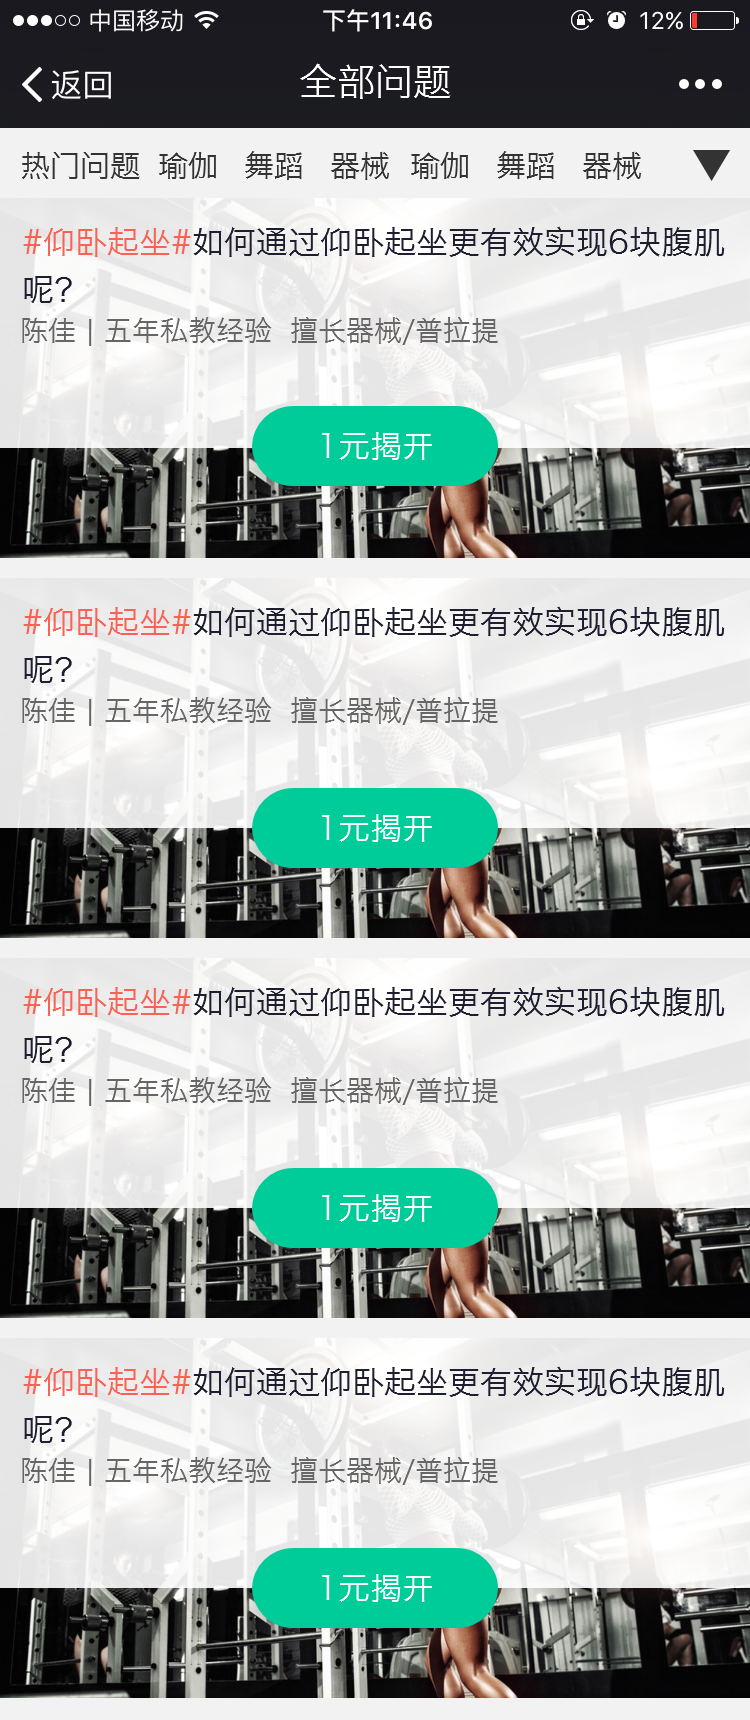 中国移动 下午11:46 12%
返回 全部问题
热门问题 瑜伽 舞蹈 器械 瑜伽 舞蹈 器械
#仰卧起坐#如何通过仰卧起坐更有效实现6块腹肌
呢?
陈佳 | 五年私教经验 擅长器械/普拉提
1元揭开
#仰卧起坐#如何通过仰卧起坐更有效实现6块腹肌
呢?
陈佳 | 五年私教经验 擅长器械/普拉提
1元揭开
#仰卧起坐#如何通过仰卧起坐更有效实现6块腹肌
呢?
陈佳 | 五年私教经验 擅长器械/普拉提
1元揭开
#仰卧起坐#如何通过仰卧起坐更有效实现6块腹肌
呢?
陈佳 | 五年私教经验 擅长器械/普拉提
1元揭开